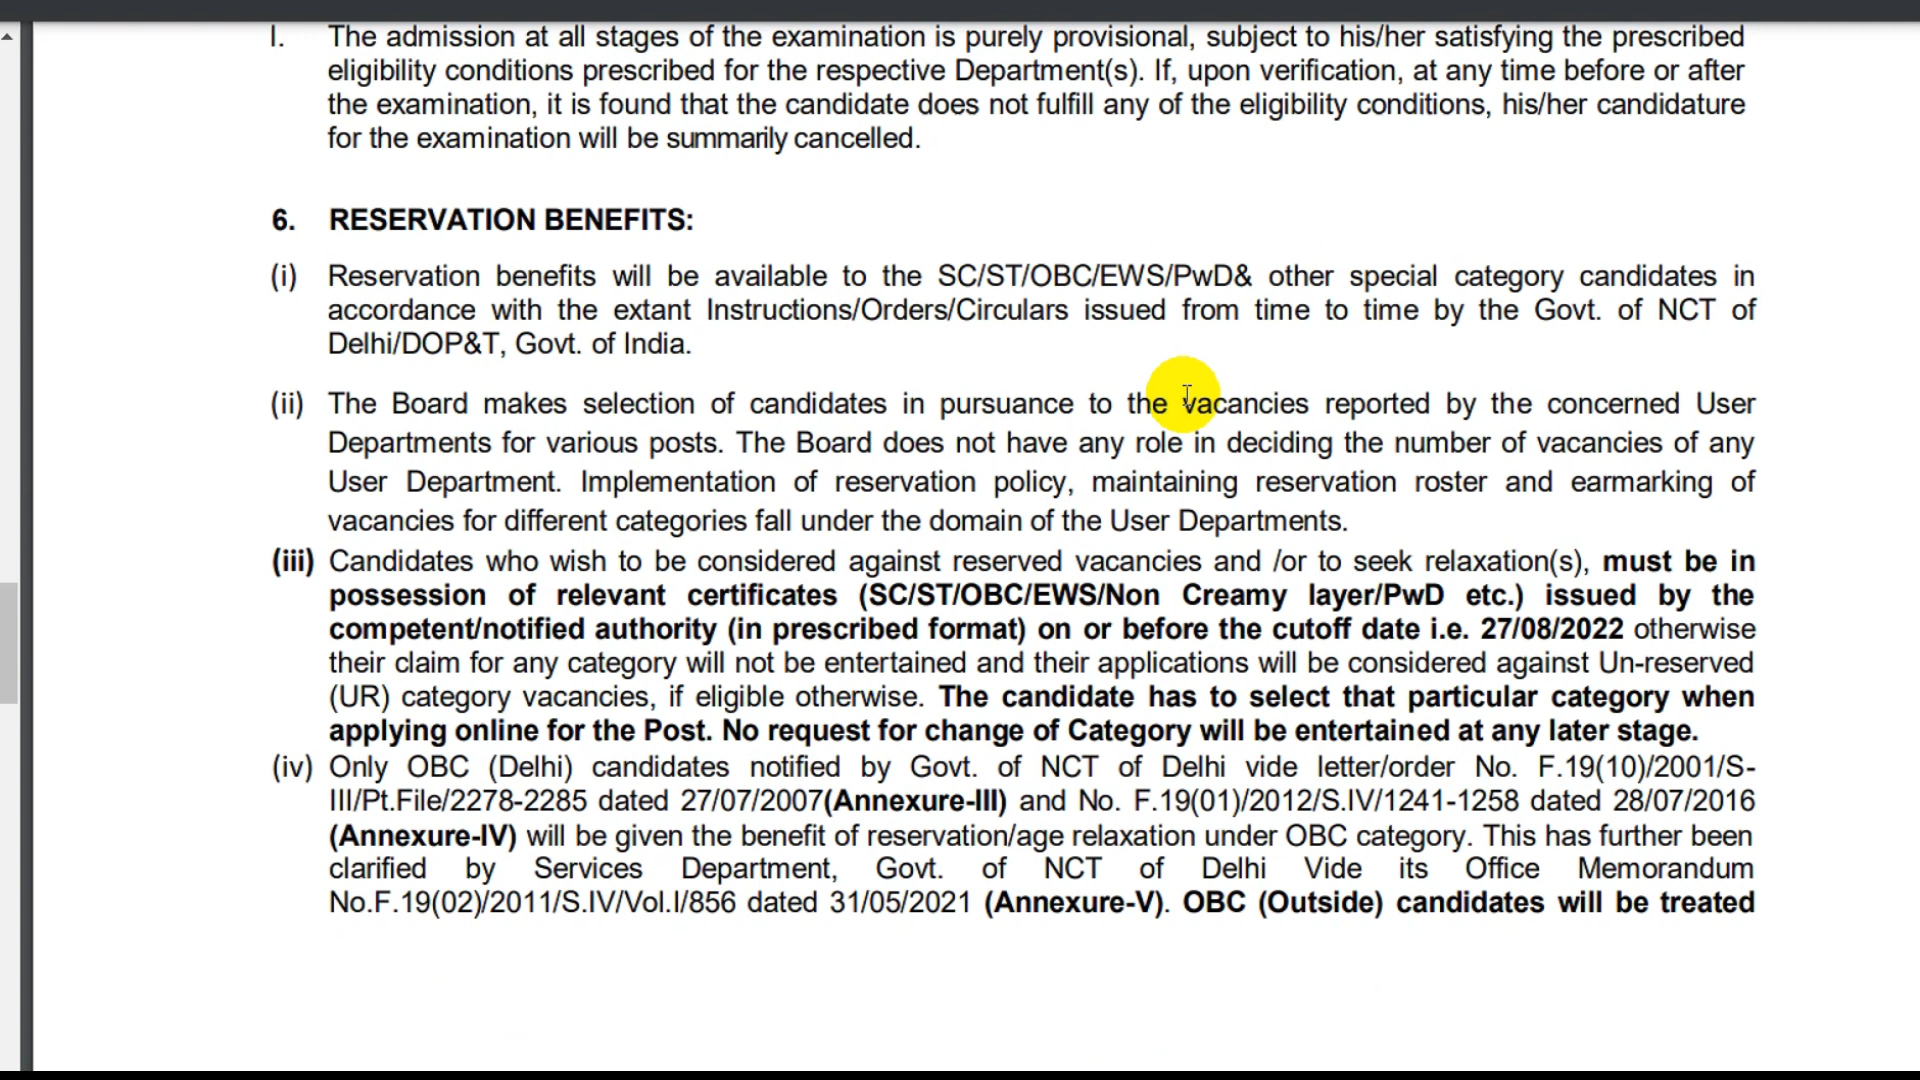 I. The admission at all stages of the examination is purely provisional, subject to his/her satisfying the prescribed
eligibility conditions prescribed for the respective Department(s). If, upon verification, at any time before or after
the examination, it is found that the candidate does not fulfill any of the eligibility conditions, his/her candidature
for the examination will be summarily cancelled.
6. RESERVATION BENEFITS:
(i) Reservation benefits will be available to the SC/ST/OBC/EWS/PwD& other special category candidates in
accordance with the extant Instructions/Orders/Circulars issued from time to time by the Govt. of NCT of
Delhi/DOP&T, Govt. of India.
(ii) The Board makes selection of candidates in pursuance to the vacancies reported by the concerned User
Departments for various posts. The Board does not have any role in deciding the number of vacancies of any
User Department. Implementation of reservation policy, maintaining reservation roster and earmarking of
vacancies for different categories fall under the domain of the User Departments.
(iii) Candidates who wish to be considered against reserved vacancies and /or to seek relaxation(s), must be in
possession of relevant certificates (SC/ST/OBC/EWS/Non Creamy layer/PwD etc.) issued by the
competent/notified authority (in prescribed format) on or before the cutoff date i.e. 27/08/2022 otherwise
their claim for any category will not be entertained and their applications will be considered against Un-reserved
(UR) category vacancies, if eligible otherwise. The candidate has to select that particular category when
applying online for the Post. No request for change of Category will be entertained at any later stage.
(iv) Only OBC (Delhi) candidates notified by Govt. of NCT of Delhi vide letter/order No. F.19(10)/2001/S-
III/Pt.File/2278-2285 dated 27/07/2007(Annexure-III) and No. F.19(01)/2012/S.IV/1241-1258 dated 28/07/2016
(Annexure-IV) will be given the benefit of reservation/age relaxation under OBC category. This has further been
clarified by Services Department, Govt. of NCT of Delhi Vide its Office Memorandum
No.F.19(02)/2011/S.IV/Vol.I/856 dated 31/05/2021 (Annexure-V). OBC (Outside) candidates will be treated